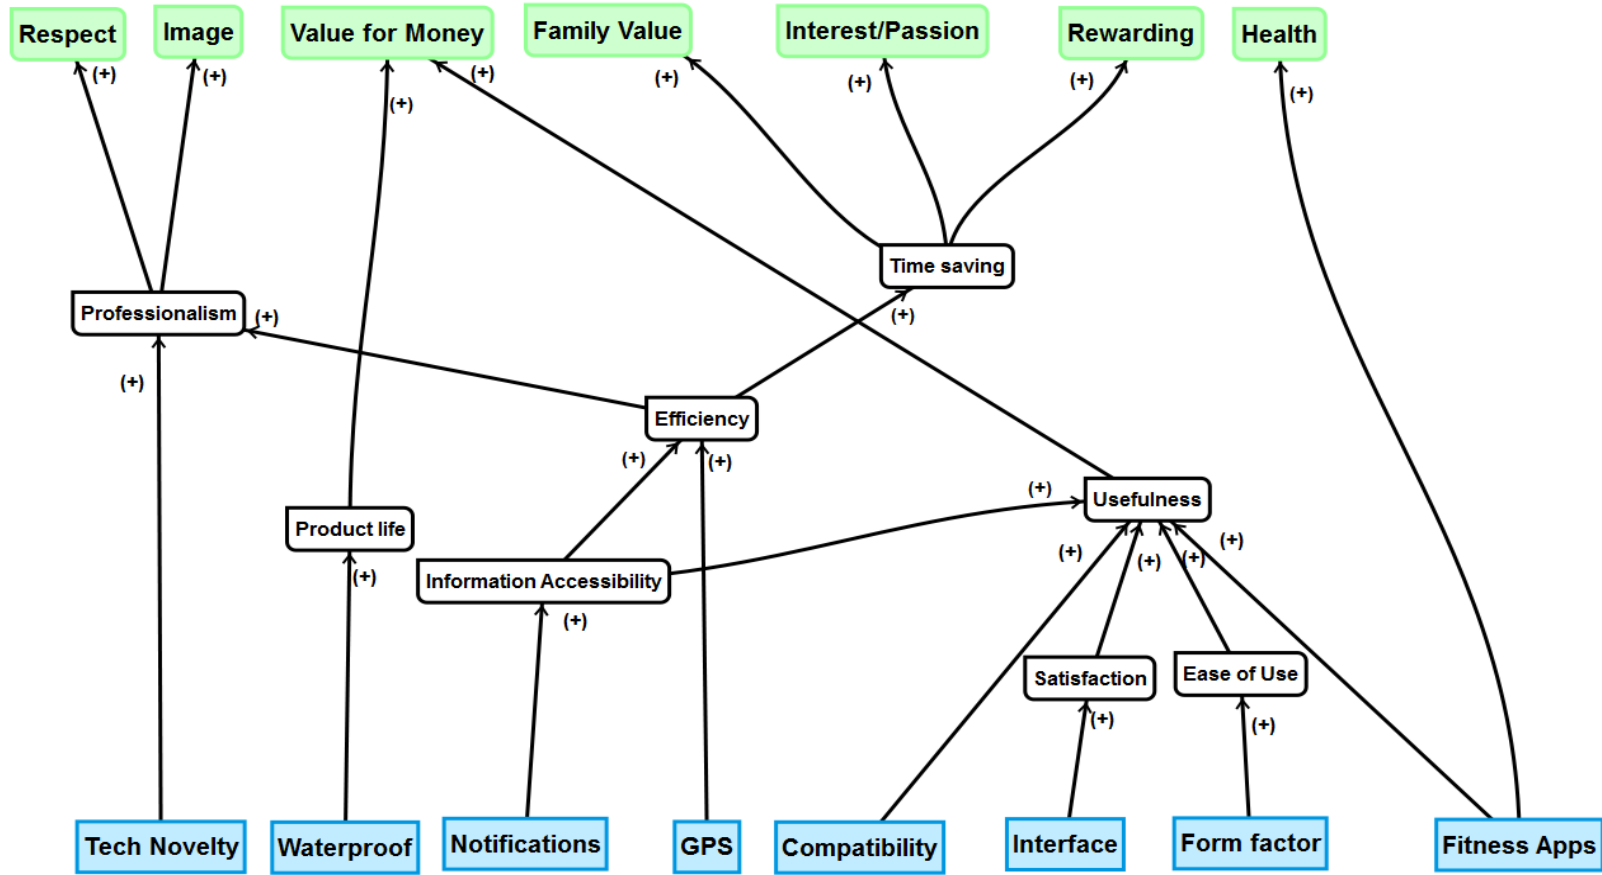 Respect
Image
Value for Money
Family Value
Interest/Passion
Rewarding
Health
(+)
(+)
(+)
(+)
(+)
(+)
(+)
(+)
Time saving
Professionalism
(+)
(+)
(+)
Efficiency
(+)
(+)
(+)
Usefulness
Product life
(+)
(+)
(+)
(+)
(+)
Information Accessibility
(+)
Satisfaction
Ease of Use
(+)
(+)
Tech Novelty
Waterproof
Notifications
GPS
Compatibility
Interface
Form factor
Fitness Apps